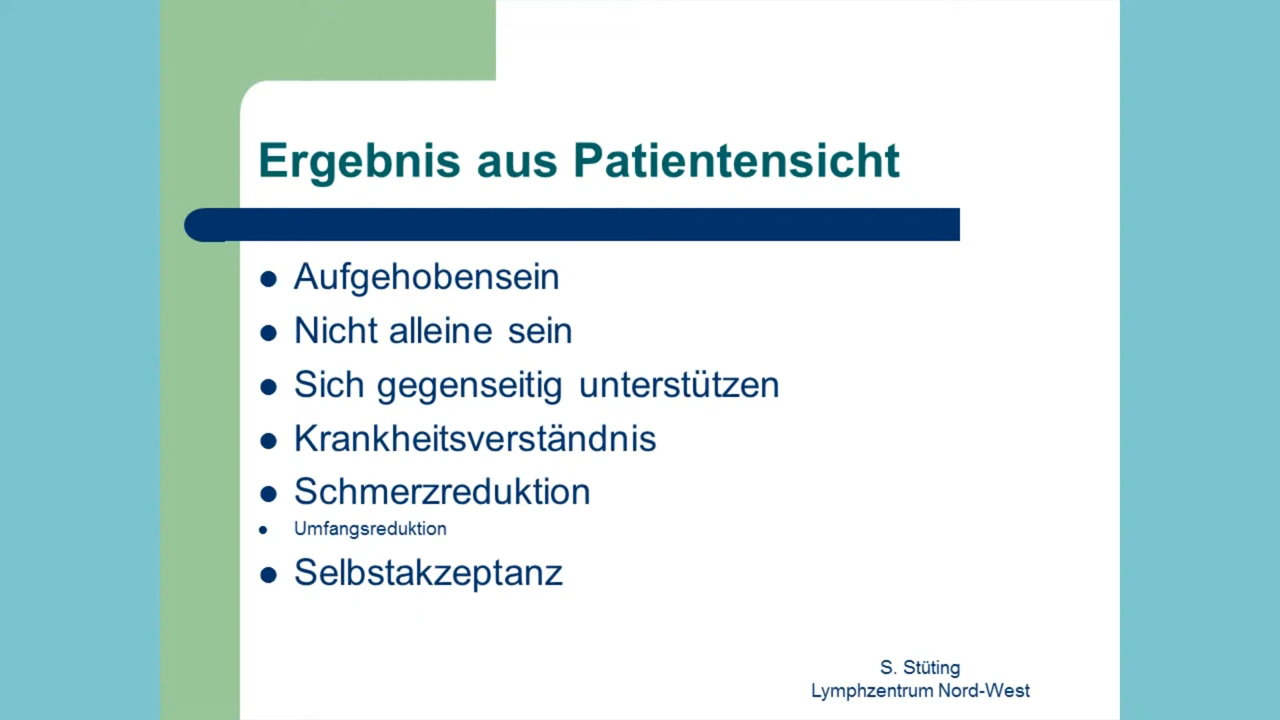 Ergebnis aus Patientensicht
Aufgehobensein
Nicht alleine sein
Sich gegenseitig unterstützen
Krankheitsverständnis
Schmerzreduktion
Umfangsreduktion
Selbstakzeptanz
S. Stüting
Lymphzentrum Nord-West